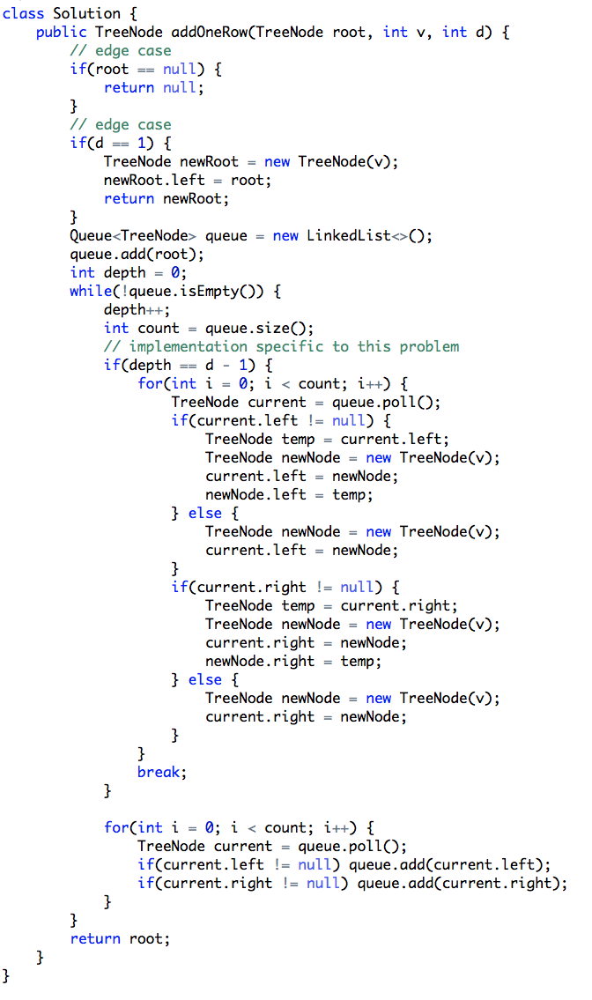 class Solution {
    public TreeNode addOneRow(TreeNode root, int v, int d) {
        // edge case
        if(root == null) {
            return null;
        }
        // edge case
        if(d == 1) {
            TreeNode newRoot = new TreeNode(v);
            newRoot.left = root;
            return newRoot;
        }
        Queue<TreeNode> queue = new LinkedList<>();
        queue.add(root);
        int depth = 0;
        while(!queue.isEmpty()) {
            depth++;
            int count = queue.size();
            // implementation specific to this problem
            if(depth == d - 1) {
                for(int i = 0; i < count; i++) {
                    TreeNode current = queue.poll();
                    if(current.left != null) {
                        TreeNode temp = current.left;
                        TreeNode newNode = new TreeNode(v);
                        current.left = newNode;
                        newNode.left = temp;
                    } else {
                        TreeNode newNode = new TreeNode(v);
                        current.left = newNode;
                    }
                    if(current.right != null) {
                        TreeNode temp = current.right;
                        TreeNode newNode = new TreeNode(v);
                        current.right = newNode;
                        newNode.right = temp;
                    } else {
                        TreeNode newNode = new TreeNode(v);
                        current.right = newNode;
                    }
                }
                break;
            }

            for(int i = 0; i < count; i++) {
                TreeNode current = queue.poll();
                if(current.left != null) queue.add(current.left);
                if(current.right != null) queue.add(current.right);
            }
        }
        return root;
    }
}